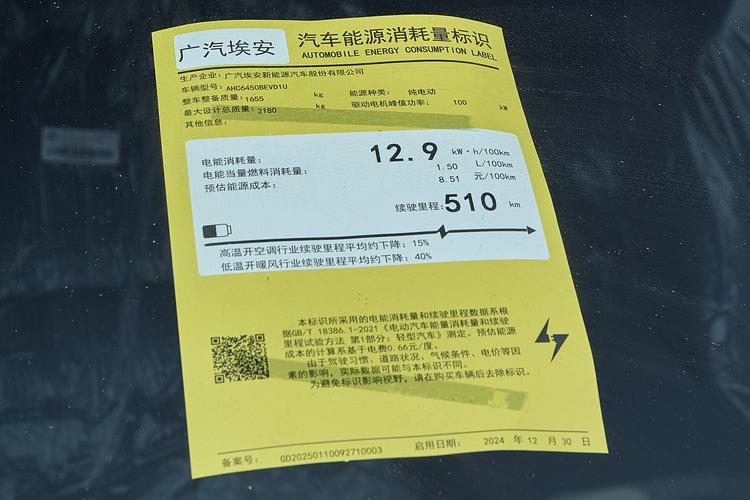 广汽埃安
汽车能源消耗量标识
AUTOMOBILE ENERGY CONSUMPTION LABEL
生产企业：广汽埃安新能源汽车股份有限公司
车辆型号：AHC6450BEVD1U 能源种类： 纯电动
整车整备质量：1655 kg 驱动电机峰值功率： 100 kW
最大设计总质量：2180 kg
其他信息：
电能消耗量： 12.9 kW·h/100km
电能当量燃料消耗量： 1.50 L/100km
预估能源成本： 8.51 元/100km
续驶里程：510 km
高温开空调行业续驶里程平均约下降：15%
低温开暖风行业续驶里程平均约下降：40%
本标识所采用的电能消耗量和续驶里程数据系根
据GB/T 18386.1-2021《电动汽车能量消耗量和续驶
里程试验方法 第1部分：轻型汽车》测定。预估能源
成本的计算系基于电费0.66元/度。
由于驾驶习惯、道路状况、气候条件、电价等因
素的影响，实际数据可能与本标识不同。
为避免标识影响视野，请在购买车辆后去除标识。
备案号： GD20250110092710003 启用日期： 2024 年 12 月 30 日